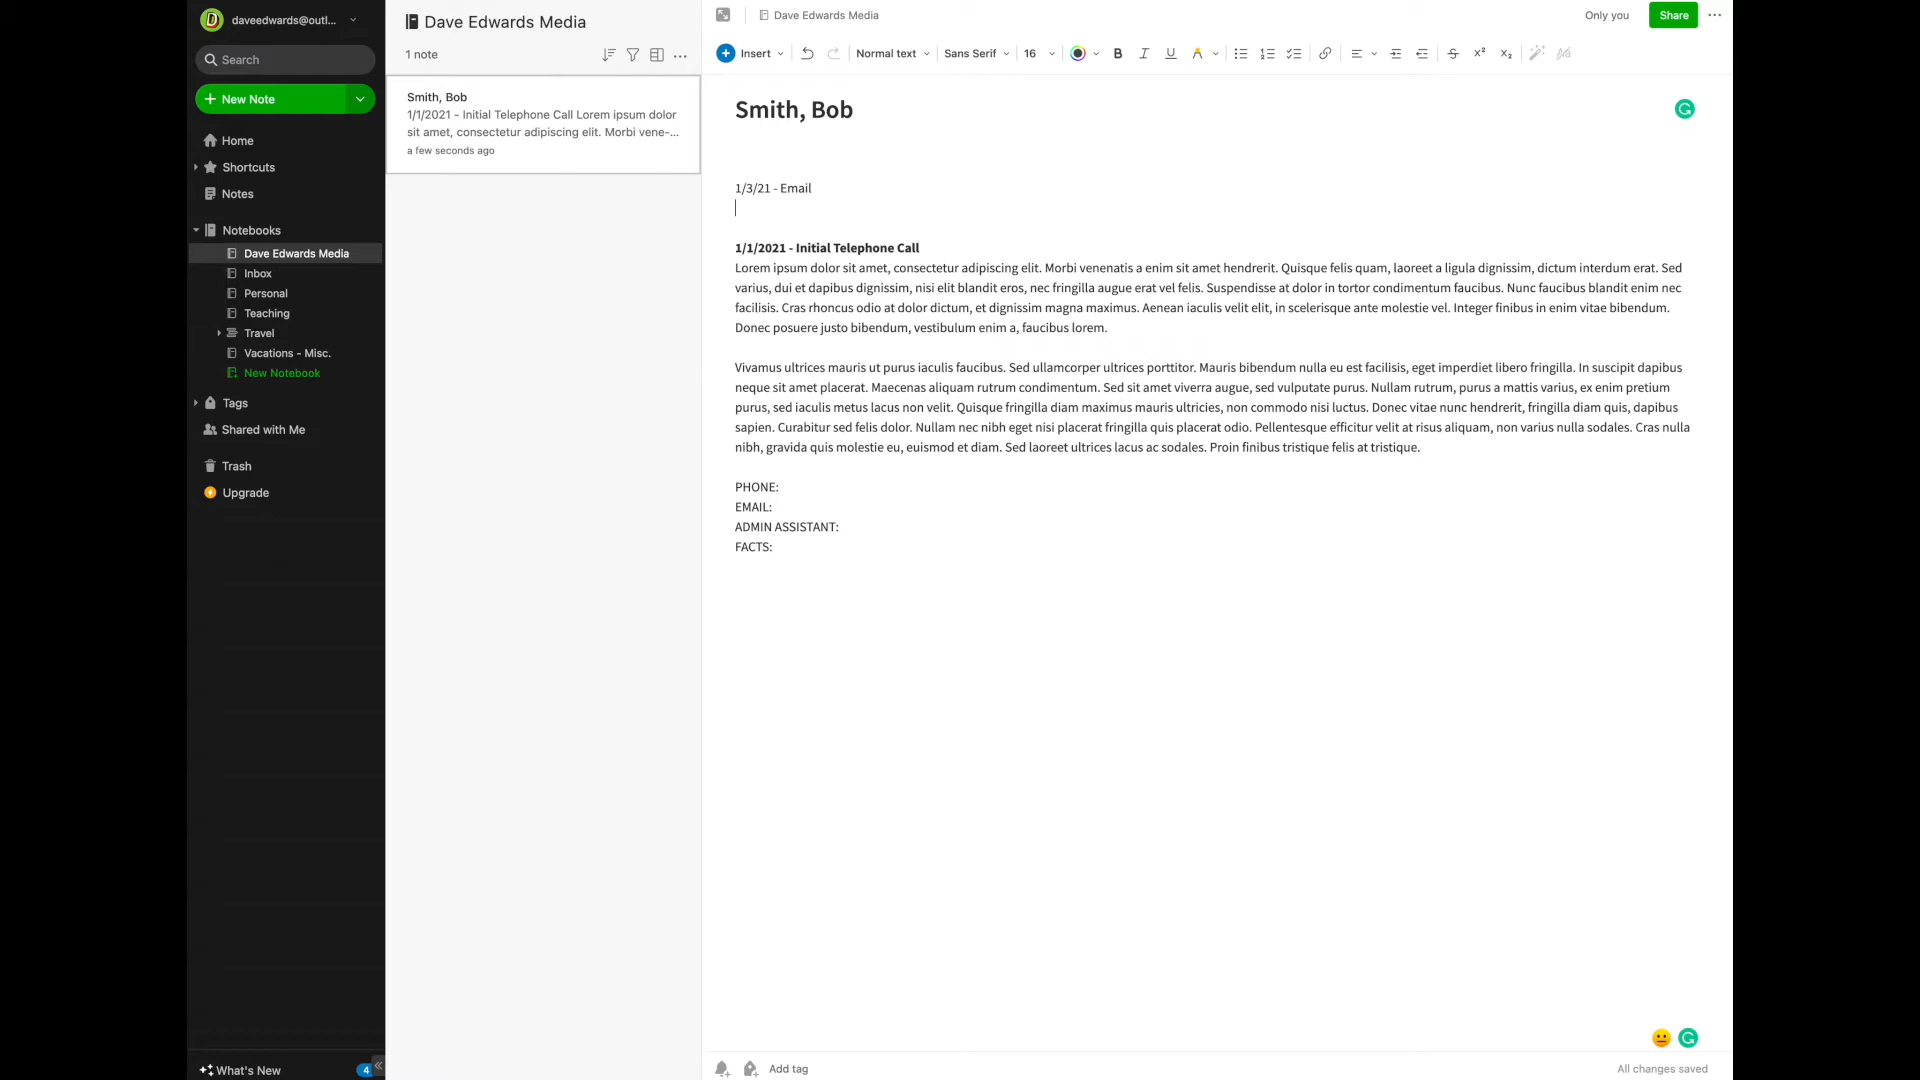 daveedwards@outl...
Search
New Note
Home
Shortcuts
Notes
Notebooks
Dave Edwards Media
Inbox
Personal
Teaching
Travel
Vacations - Misc.
New Notebook
Tags
Shared with Me
Trash
Upgrade
What's New
4
Dave Edwards Media
1 note
Smith, Bob
1/1/2021 - Initial Telephone Call Lorem ipsum dolor
sit amet, consectetur adipiscing elit. Morbi vene-...
a few seconds ago
Dave Edwards Media
Only you
Share
Insert
Normal text
Sans Serif
16
Smith, Bob
1/3/21 - Email
1/1/2021 - Initial Telephone Call
Lorem ipsum dolor sit amet, consectetur adipiscing elit. Morbi venenatis a enim sit amet hendrerit. Quisque felis quam, laoreet a ligula dignissim, dictum interdum erat. Sed
varius, dui et dapibus dignissim, nisi elit blandit eros, nec fringilla augue erat vel felis. Suspendisse at dolor in tortor condimentum faucibus. Nunc faucibus blandit enim nec
facilisis. Cras rhoncus odio at dolor dictum, et dignissim magna maximus. Aenean iaculis velit elit, in scelerisque ante molestie vel. Integer finibus in enim vitae bibendum.
Donec posuere justo bibendum, vestibulum enim a, faucibus lorem.
Vivamus ultrices mauris ut purus iaculis faucibus. Sed ullamcorper ultrices porttitor. Mauris bibendum nulla eu est facilisis, eget imperdiet libero fringilla. In suscipit dapibus
neque sit amet placerat. Maecenas aliquam rutrum condimentum. Sed sit amet viverra augue, sed vulputate purus. Nullam rutrum, purus a mattis varius, ex enim pretium
purus, sed iaculis metus lacus non velit. Quisque fringilla diam maximus mauris ultricies, non commodo nisi luctus. Donec vitae nunc hendrerit, fringilla diam quis, dapibus
sapien. Curabitur sed felis dolor. Nullam nec nibh eget nisi placerat fringilla quis placerat odio. Pellentesque efficitur velit at risus aliquam, non varius nulla sodales. Cras nulla
nibh, gravida quis molestie eu, euismod et diam. Sed laoreet ultrices lacus ac sodales. Proin finibus tristique felis at tristique.
PHONE:
EMAIL:
ADMIN ASSISTANT:
FACTS:
Add tag
All changes saved